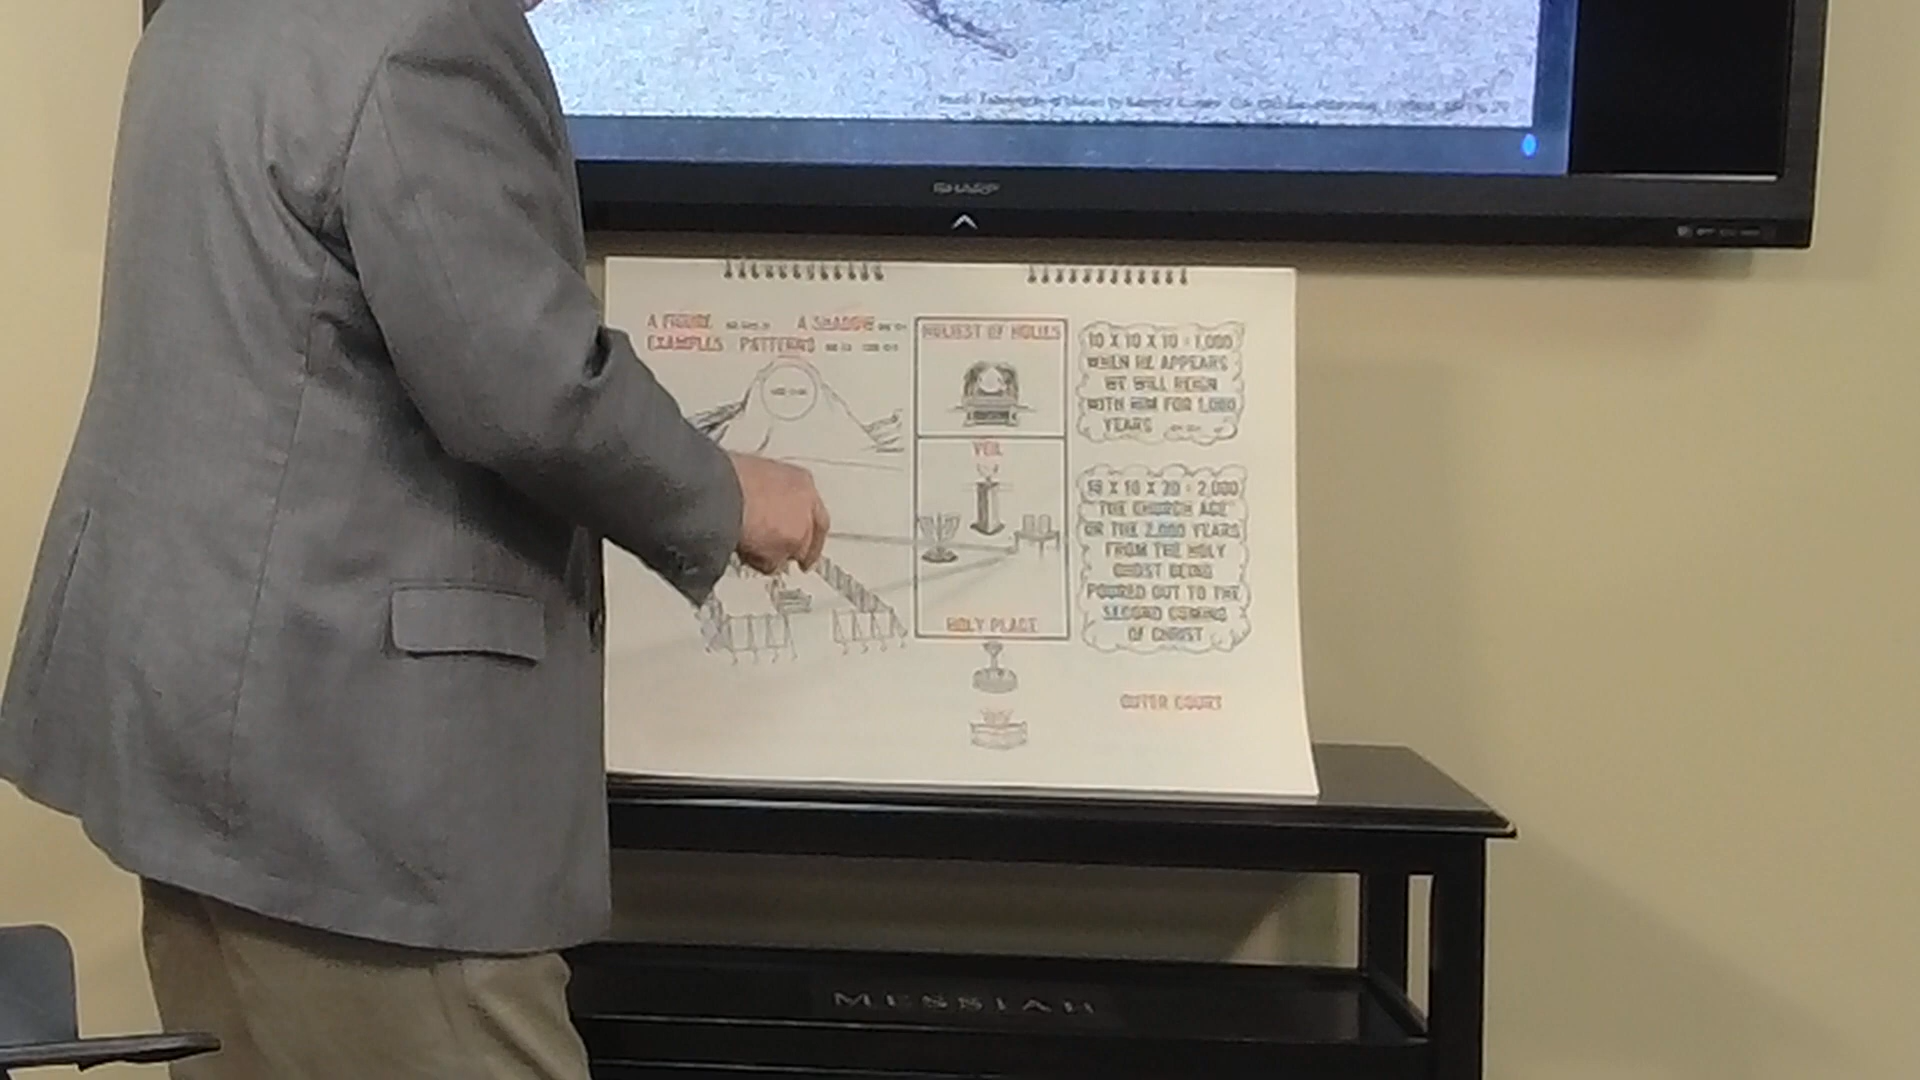 SHARP
A FIGURE A SHADOW
EXAMPLES PATTERNS
HOLIEST OF HOLIES
VEIL
HOLY PLACE
10 X 10 X 10 = 1,000
WHEN HE APPEARS
WE WILL REIGN
WITH HIM FOR 1,000
YEARS
10 X 10 X 20 = 2,000
THE CHURCH AGE
OR THE 2,000 YEARS
FROM THE HOLY
GHOST BEING
POURED OUT TO THE
SECOND COMING
OF CHRIST
OUTER COURT
MESSIAH